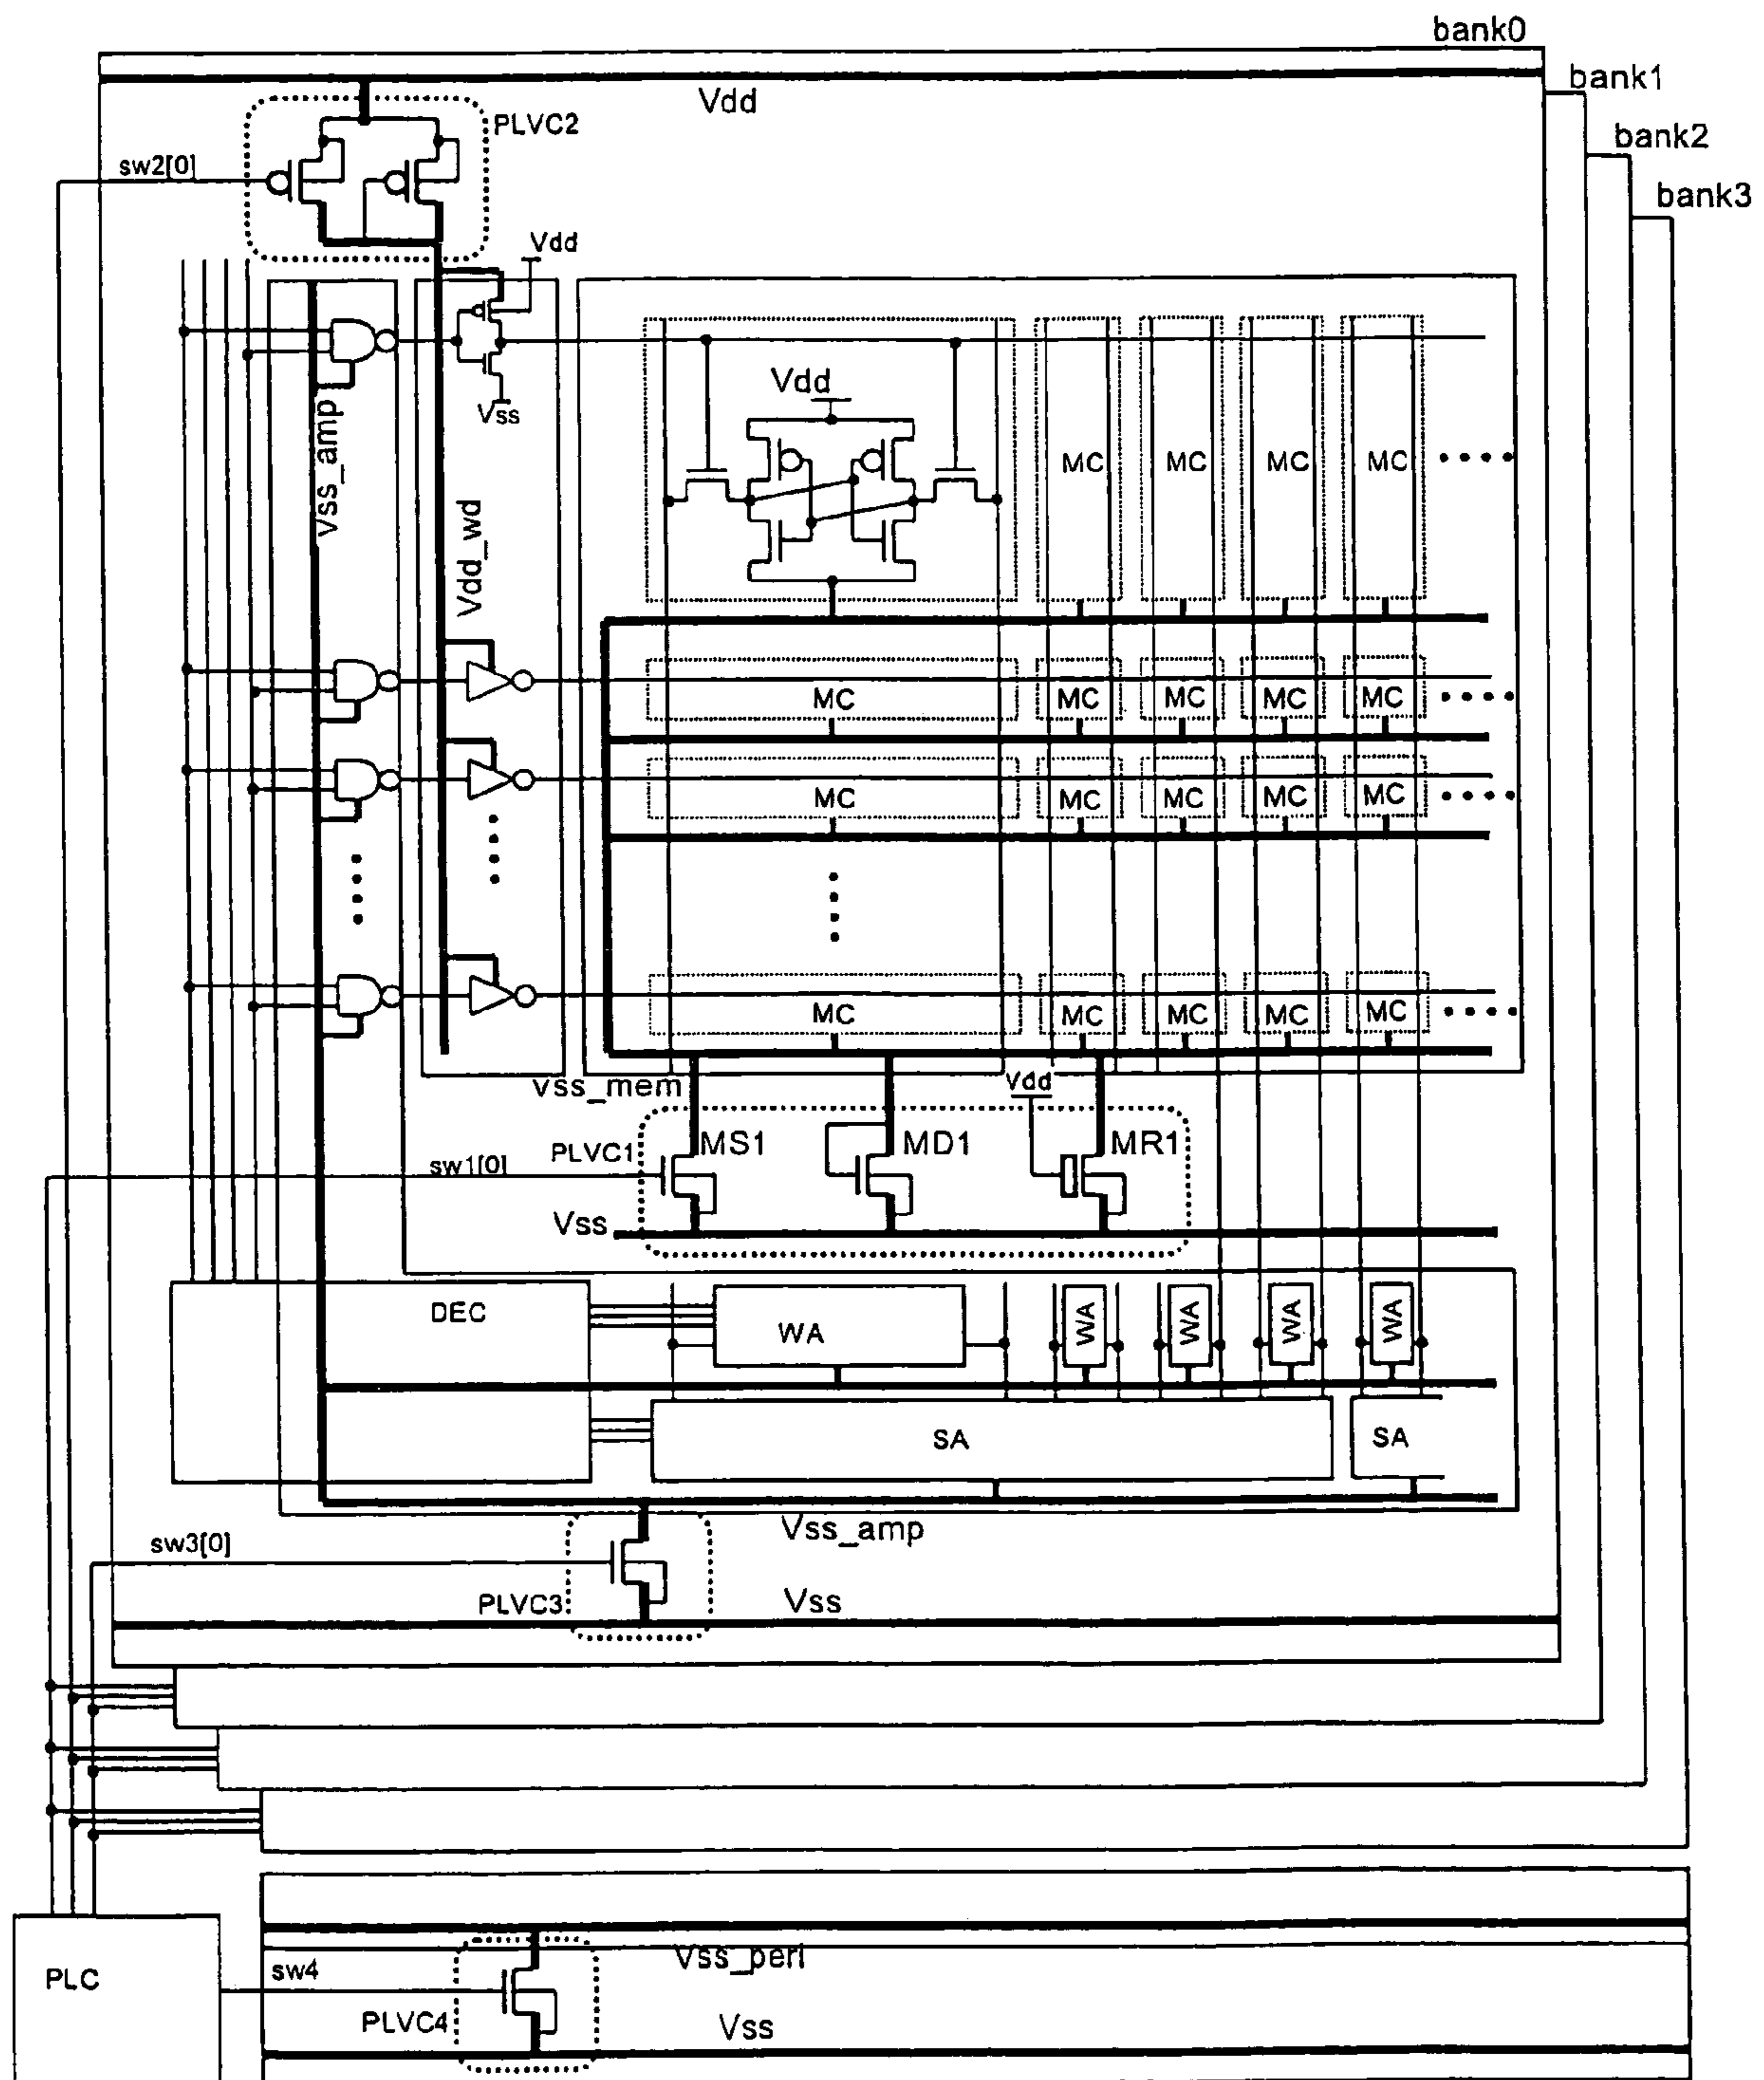 bank0
bank1
Vdd
PLVC2
bank2
sw2[0]
bank3
Vdd
Vdd
Vss
Vss_amp
MC MC MC MC
Vdd_wd
MC MC MC MC MC
MC MC MC MC MC
MC MC MC MC MC
Vss_mem
Vdd
PLVC1 MS1 MD1 MR1
sw1[0]
Vss
DEC
WA WA WA WA WA
SA SA
Vss_amp
sw3[0]
PLVC3
Vss
Vss_peri
PLC
sw4
PLVC4
Vss